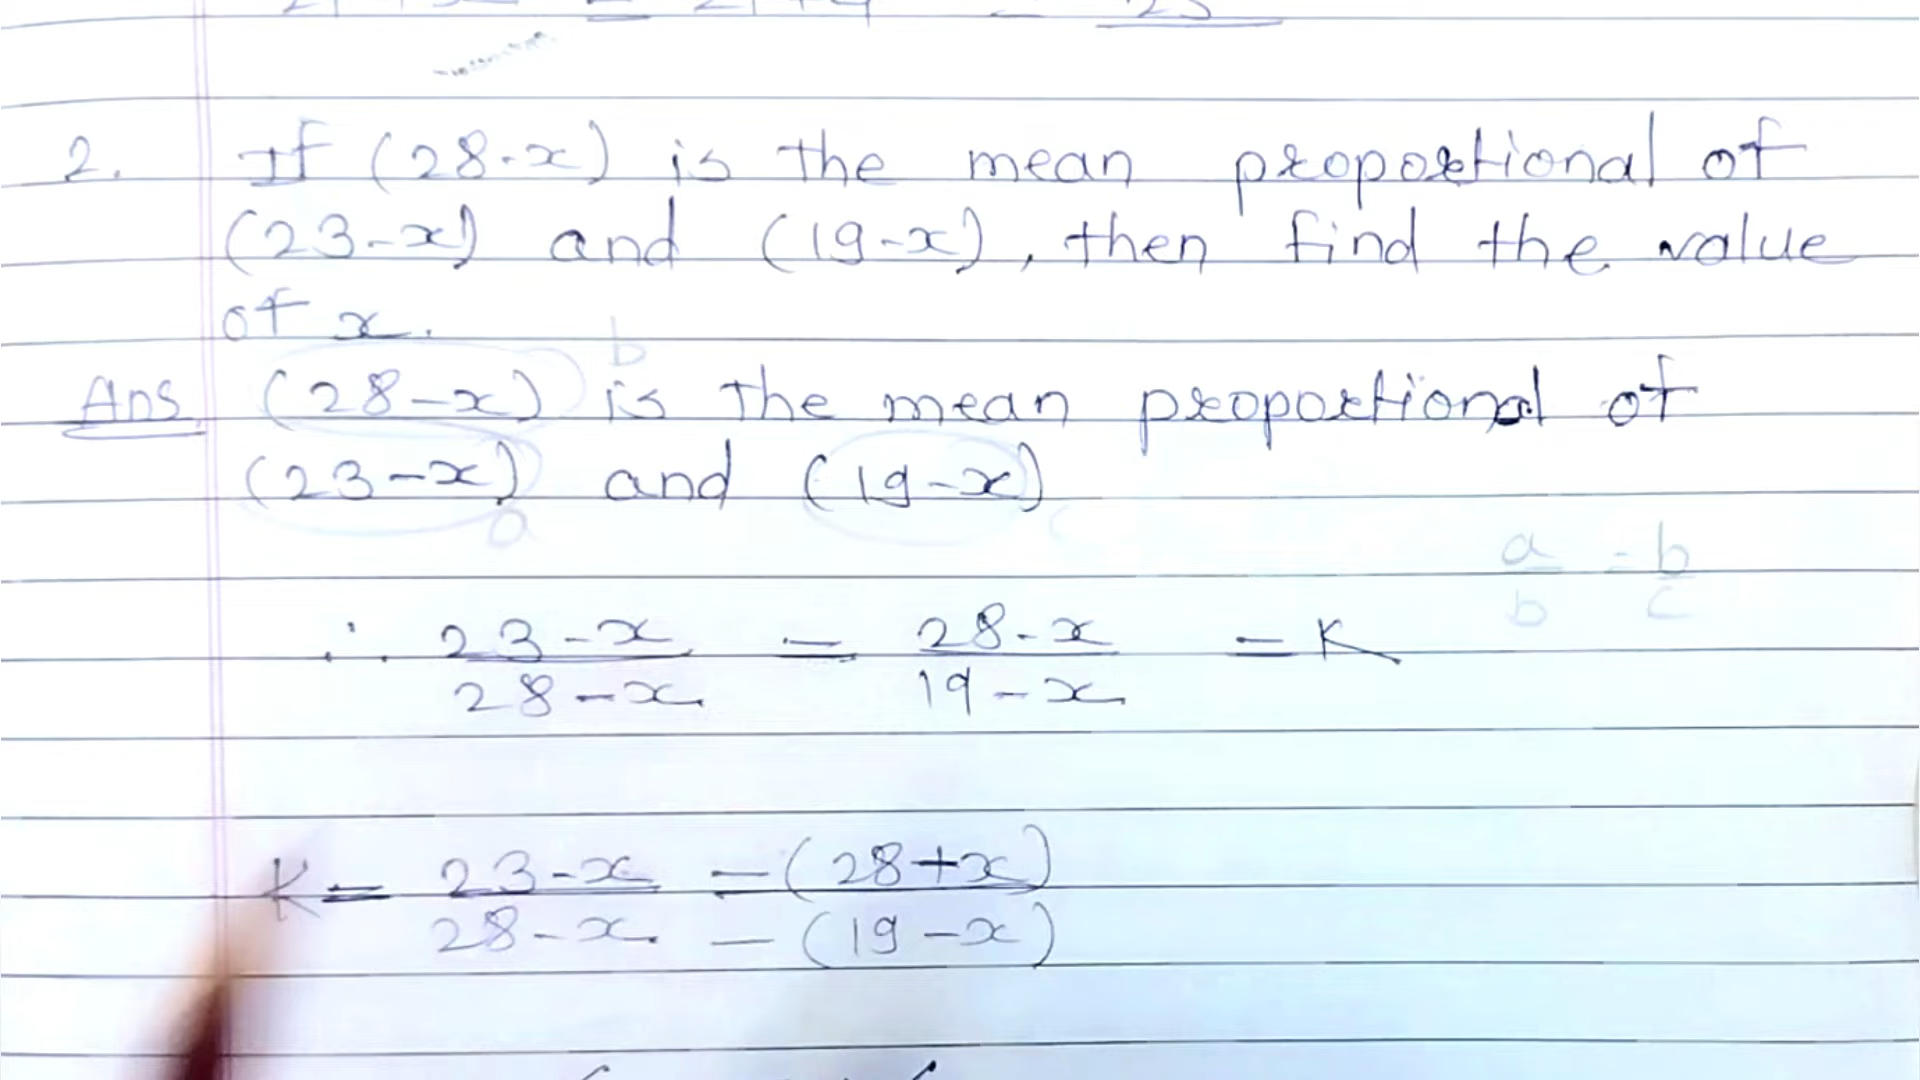 2. If (28-x) is the mean proportional of
(23-x) and (19-x), then find the value
of x.
b
Ans (28-x) is the mean proportional of
(23-x) and (19-x)
a c
a/b = b/c
∴ 23-x/28-x = 28-x/19-x = K
K = 23-x -(28+x)/28-x -(19-x)